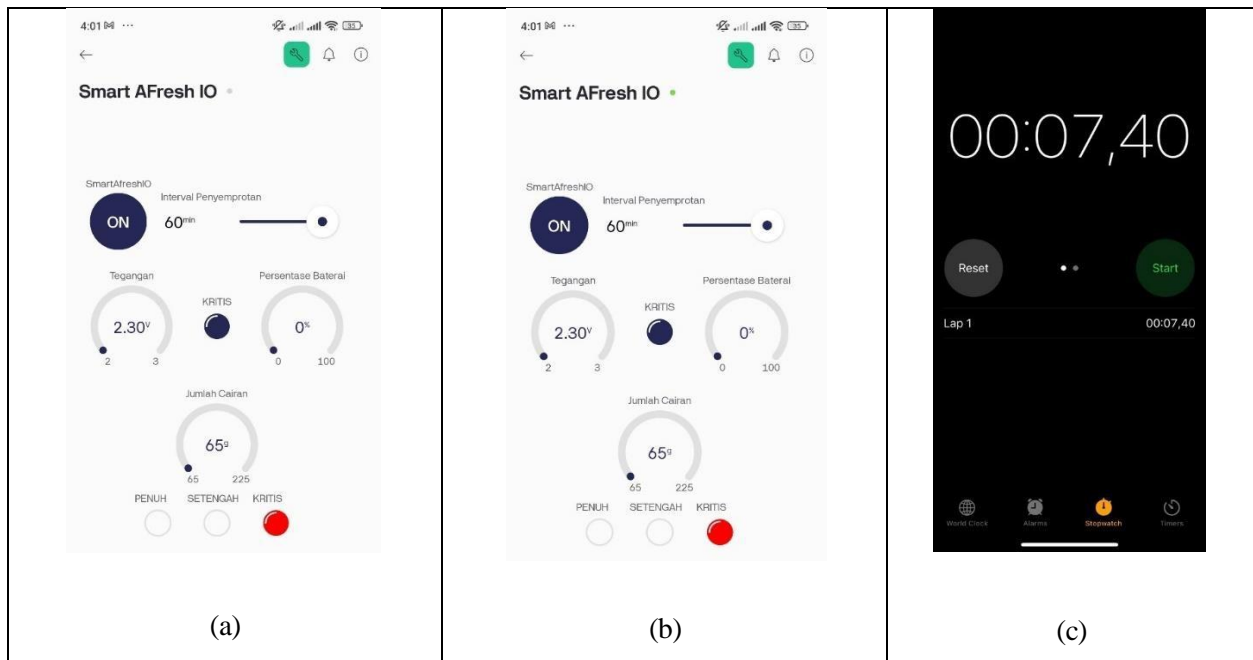 4:01 ··· 35
Smart AFresh IO
SmartAfreshIO
Interval Penyemprotan
ON 60min
Tegangan Persentase Baterai
KRITIS
2.30V 0%
2 3 0 100
Jumlah Cairan
65g
65 225
PENUH SETENGAH KRITIS
(a)
4:01 ··· 35
Smart AFresh IO
SmartAfreshIO
Interval Penyemprotan
ON 60min
Tegangan Persentase Baterai
KRITIS
2.30V 0%
2 3 0 100
Jumlah Cairan
65g
65 225
PENUH SETENGAH KRITIS
(b)
00:07,40
Reset Start
Lap 1 00:07,40
World Clock Alarms Stopwatch Timers
(c)